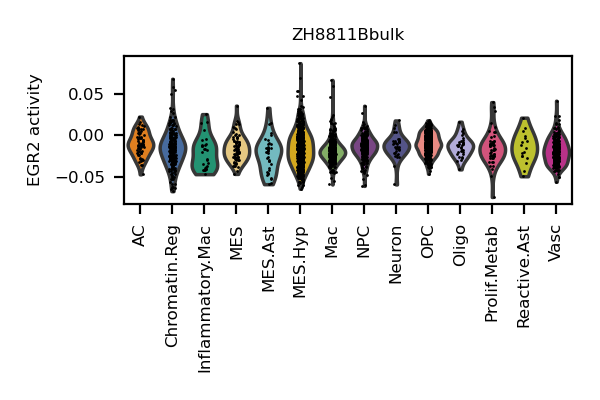 ZH8811Bbulk
EGR2 activity
0.05
0.00
−0.05
AC
Chromatin.Reg
Inflammatory.Mac
MES
MES.Ast
MES.Hyp
Mac
NPC
Neuron
OPC
Oligo
Prolif.Metab
Reactive.Ast
Vasc